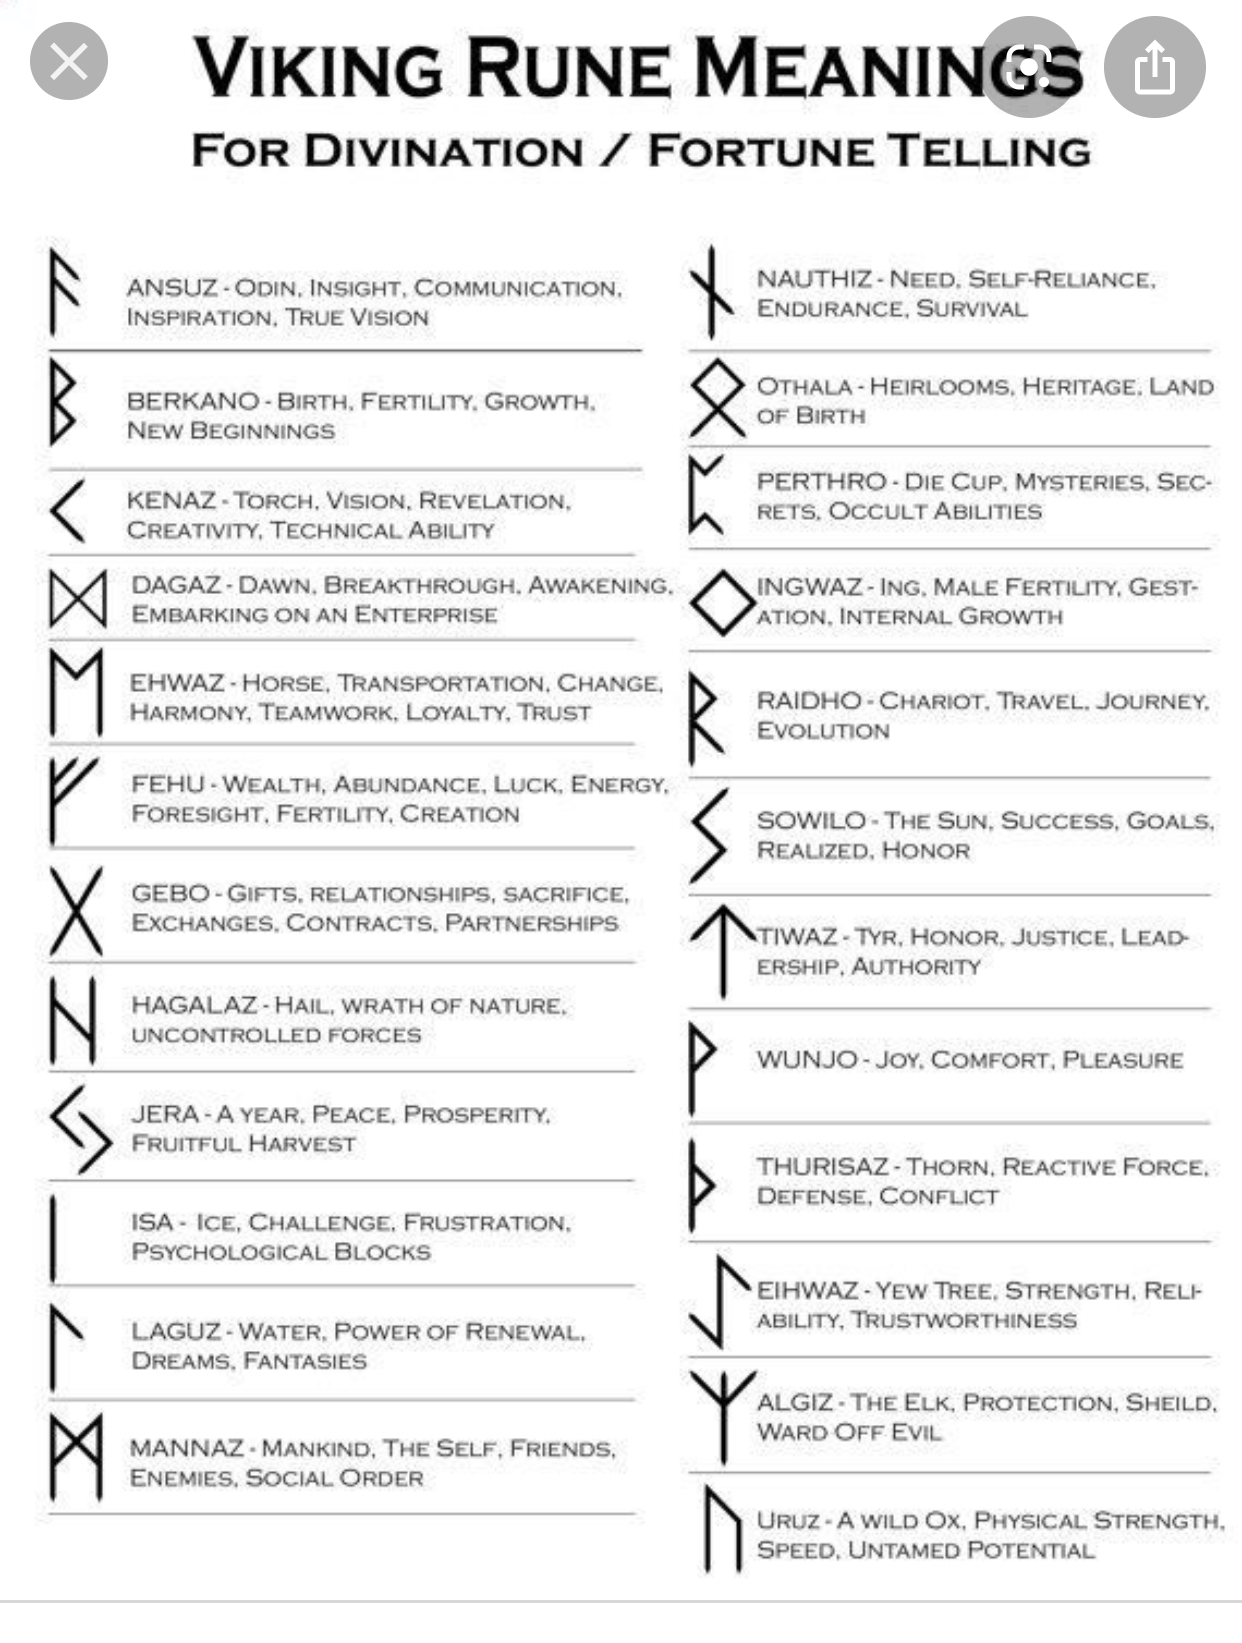 VIKING RUNE MEANINGS
FOR DIVINATION / FORTUNE TELLING
ANSUZ - ODIN, INSIGHT, COMMUNICATION,
INSPIRATION, TRUE VISION
BERKANO - BIRTH, FERTILITY, GROWTH,
NEW BEGINNINGS
KENAZ - TORCH, VISION, REVELATION,
CREATIVITY, TECHNICAL ABILITY
DAGAZ - DAWN, BREAKTHROUGH, AWAKENING,
EMBARKING ON AN ENTERPRISE
EHWAZ - HORSE, TRANSPORTATION, CHANGE,
HARMONY, TEAMWORK, LOYALTY, TRUST
FEHU - WEALTH, ABUNDANCE, LUCK, ENERGY,
FORESIGHT, FERTILITY, CREATION
GEBO - GIFTS, RELATIONSHIPS, SACRIFICE,
EXCHANGES, CONTRACTS, PARTNERSHIPS
HAGALAZ - HAIL, WRATH OF NATURE,
UNCONTROLLED FORCES
JERA - A YEAR, PEACE, PROSPERITY,
FRUITFUL HARVEST
ISA - ICE, CHALLENGE, FRUSTRATION,
PSYCHOLOGICAL BLOCKS
LAGUZ - WATER, POWER OF RENEWAL,
DREAMS, FANTASIES
MANNAZ - MANKIND, THE SELF, FRIENDS,
ENEMIES, SOCIAL ORDER
NAUTHIZ - NEED, SELF-RELIANCE,
ENDURANCE, SURVIVAL
OTHALA - HEIRLOOMS, HERITAGE, LAND
OF BIRTH
PERTHRO - DIE CUP, MYSTERIES, SEC-
RETS, OCCULT ABILITIES
INGWAZ - ING, MALE FERTILITY, GEST-
ATION, INTERNAL GROWTH
RAIDHO - CHARIOT, TRAVEL, JOURNEY,
EVOLUTION
SOWILO - THE SUN, SUCCESS, GOALS,
REALIZED, HONOR
TIWAZ - TYR, HONOR, JUSTICE, LEAD-
ERSHIP, AUTHORITY
WUNJO - JOY, COMFORT, PLEASURE
THURISAZ - THORN, REACTIVE FORCE,
DEFENSE, CONFLICT
EIHWAZ - YEW TREE, STRENGTH, RELI-
ABILITY, TRUSTWORTHINESS
ALGIZ - THE ELK, PROTECTION, SHEILD,
WARD OFF EVIL
URUZ - A WILD OX, PHYSICAL STRENGTH,
SPEED, UNTAMED POTENTIAL